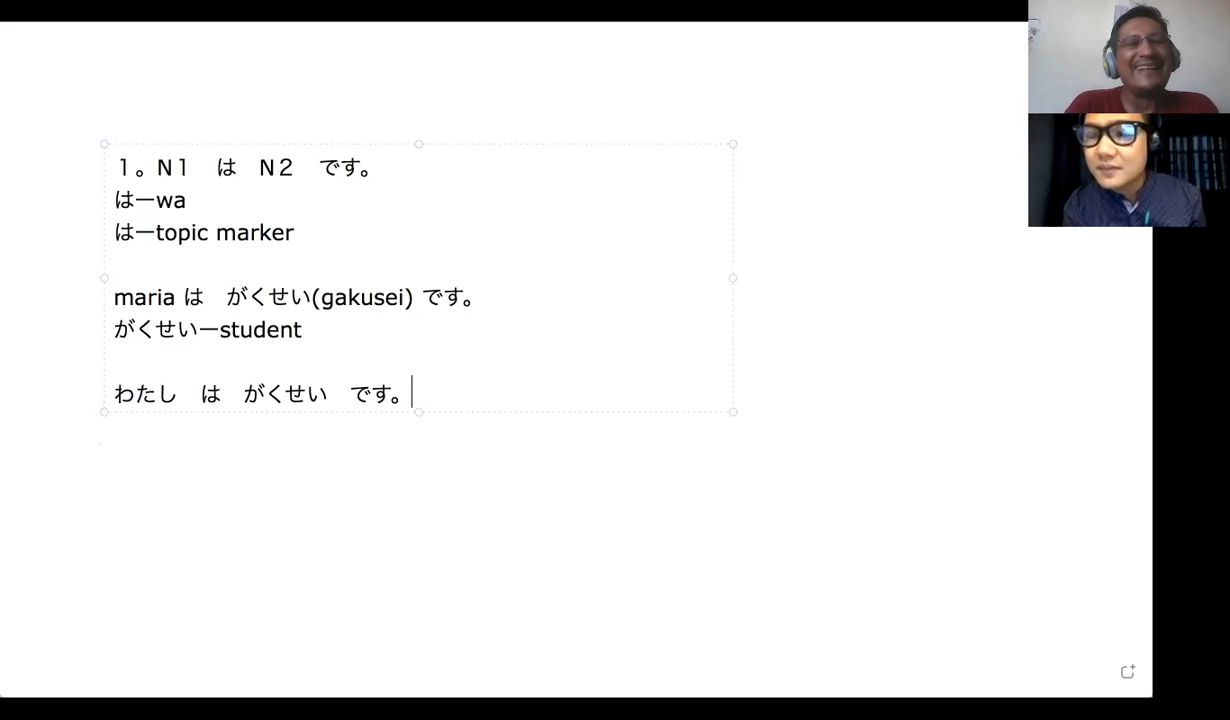 １。N１　は　N２　です。
はーwa
はーtopic marker
maria は　がくせい(gakusei) です。
がくせいーstudent
わたし　は　がくせい　です。